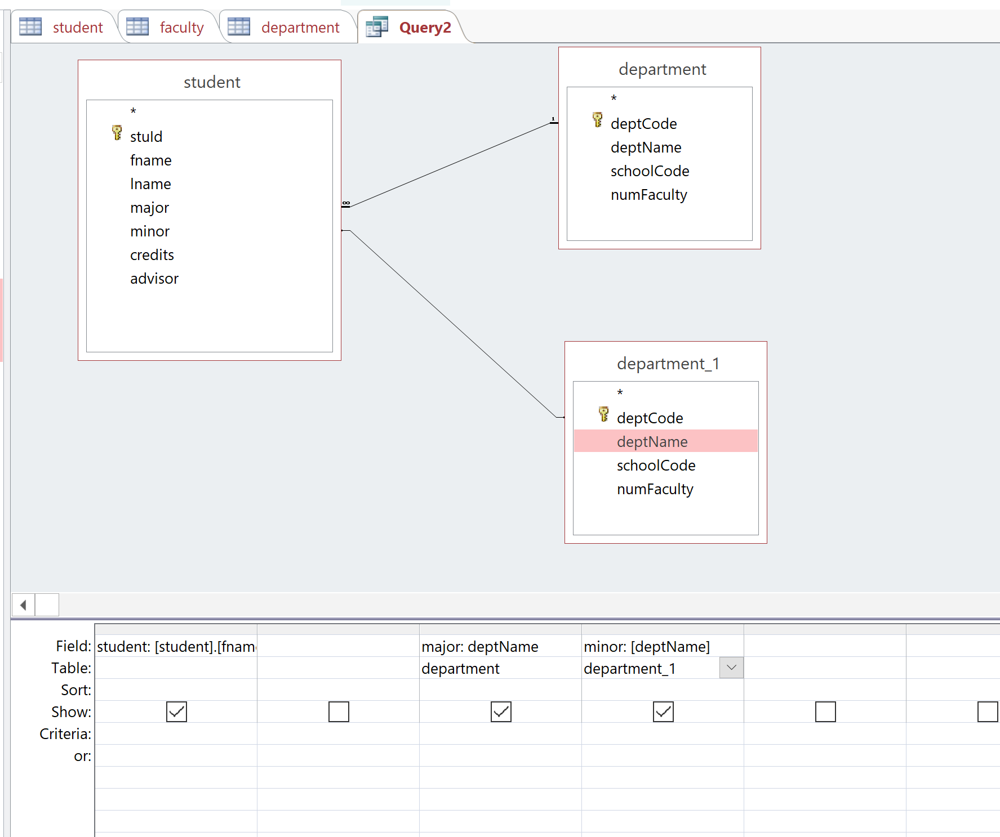 student faculty department Query2
student
*
stuId
fname
lname
major
minor
credits
advisor
department
*
deptCode
deptName
schoolCode
numFaculty
1
∞
department_1
*
deptCode
deptName
schoolCode
numFaculty
Field: student: [student].[fnam major: deptName minor: [deptName]
Table: department department_1
Sort:
Show:
Criteria:
or: